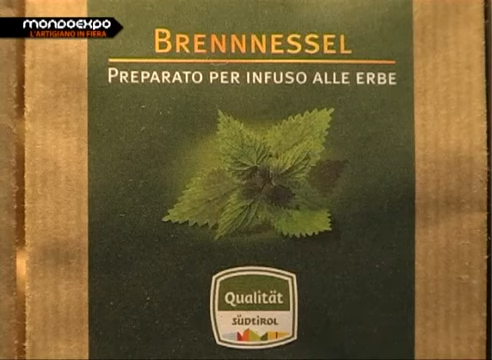 MONDOEXPO
L'ARTIGIANO IN FIERA
BRENNNESSEL
PREPARATO PER INFUSO ALLE ERBE
Qualität
SÜDTIROL